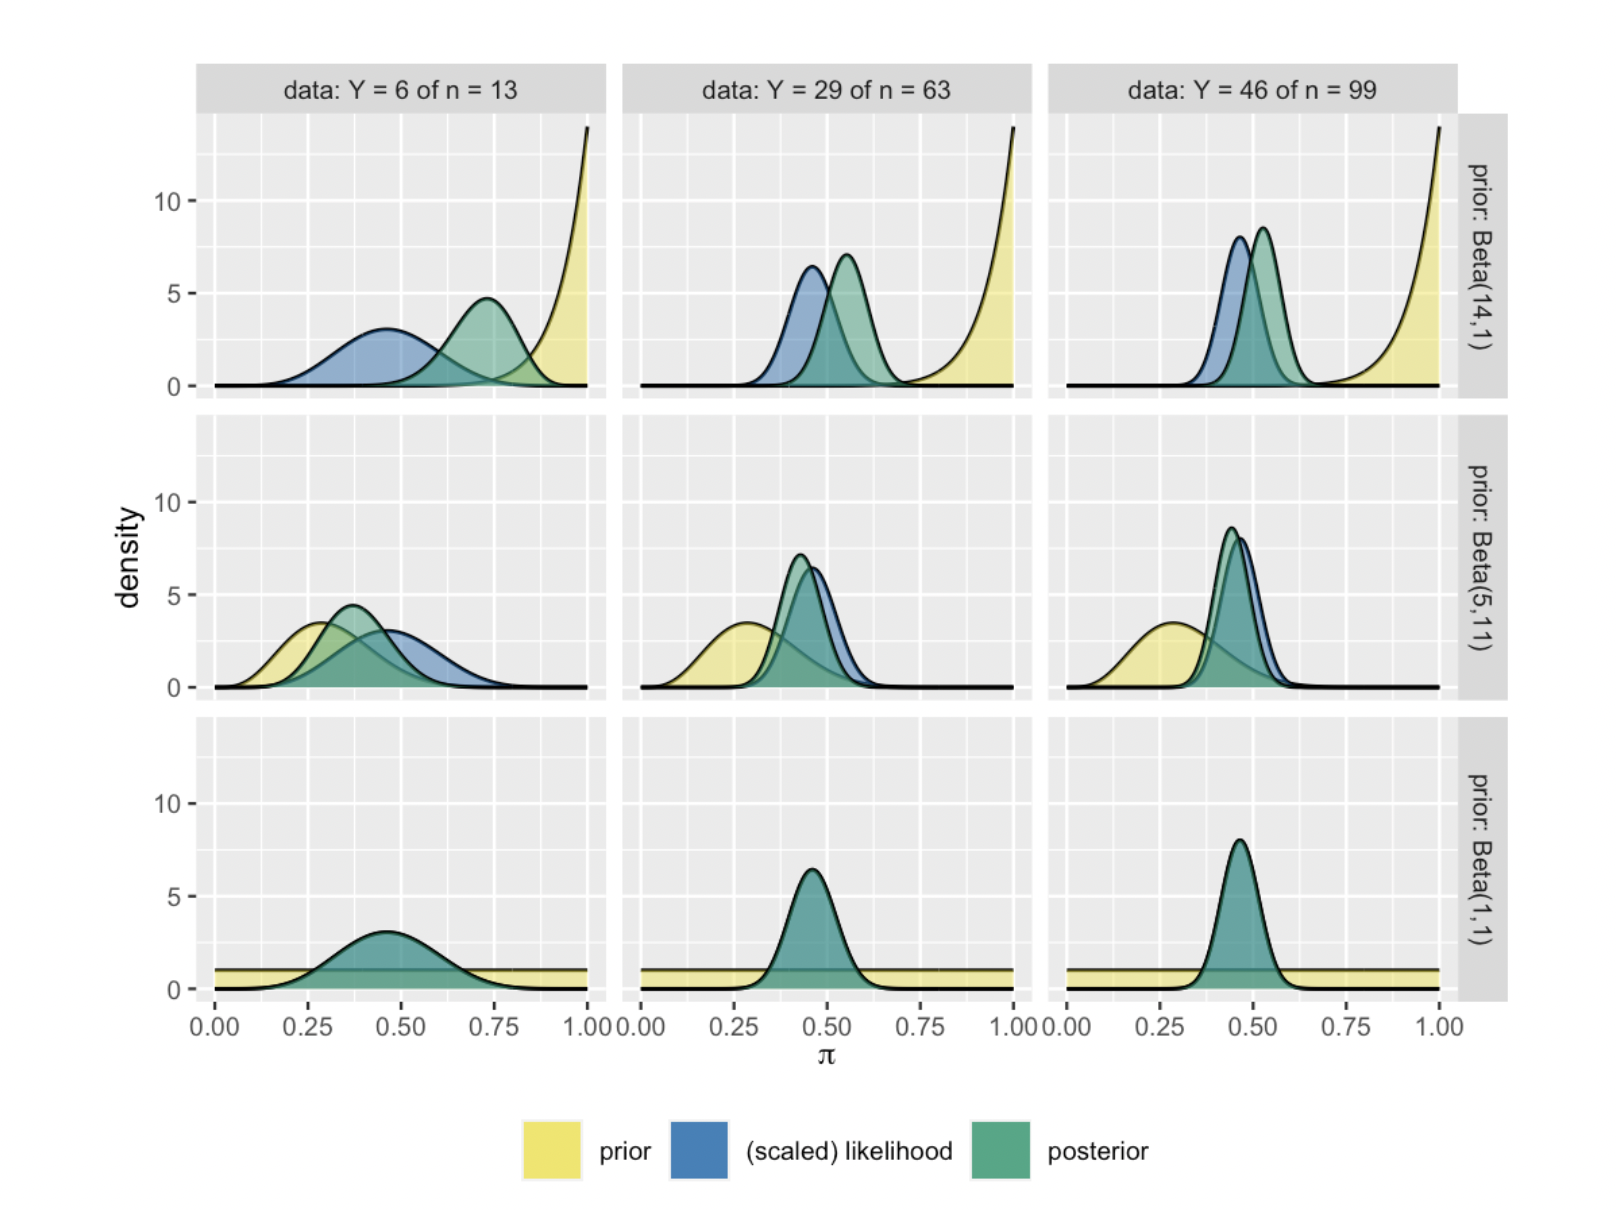 data: Y = 6 of n = 13
data: Y = 29 of n = 63
data: Y = 46 of n = 99
10
5
0
prior: Beta(14,1)
10
5
0
prior: Beta(5,11)
density
10
5
0
prior: Beta(1,1)
0.00 0.25 0.50 0.75 1.00
0.00 0.25 0.50 0.75 1.00
0.00 0.25 0.50 0.75 1.00
π
prior
(scaled) likelihood
posterior